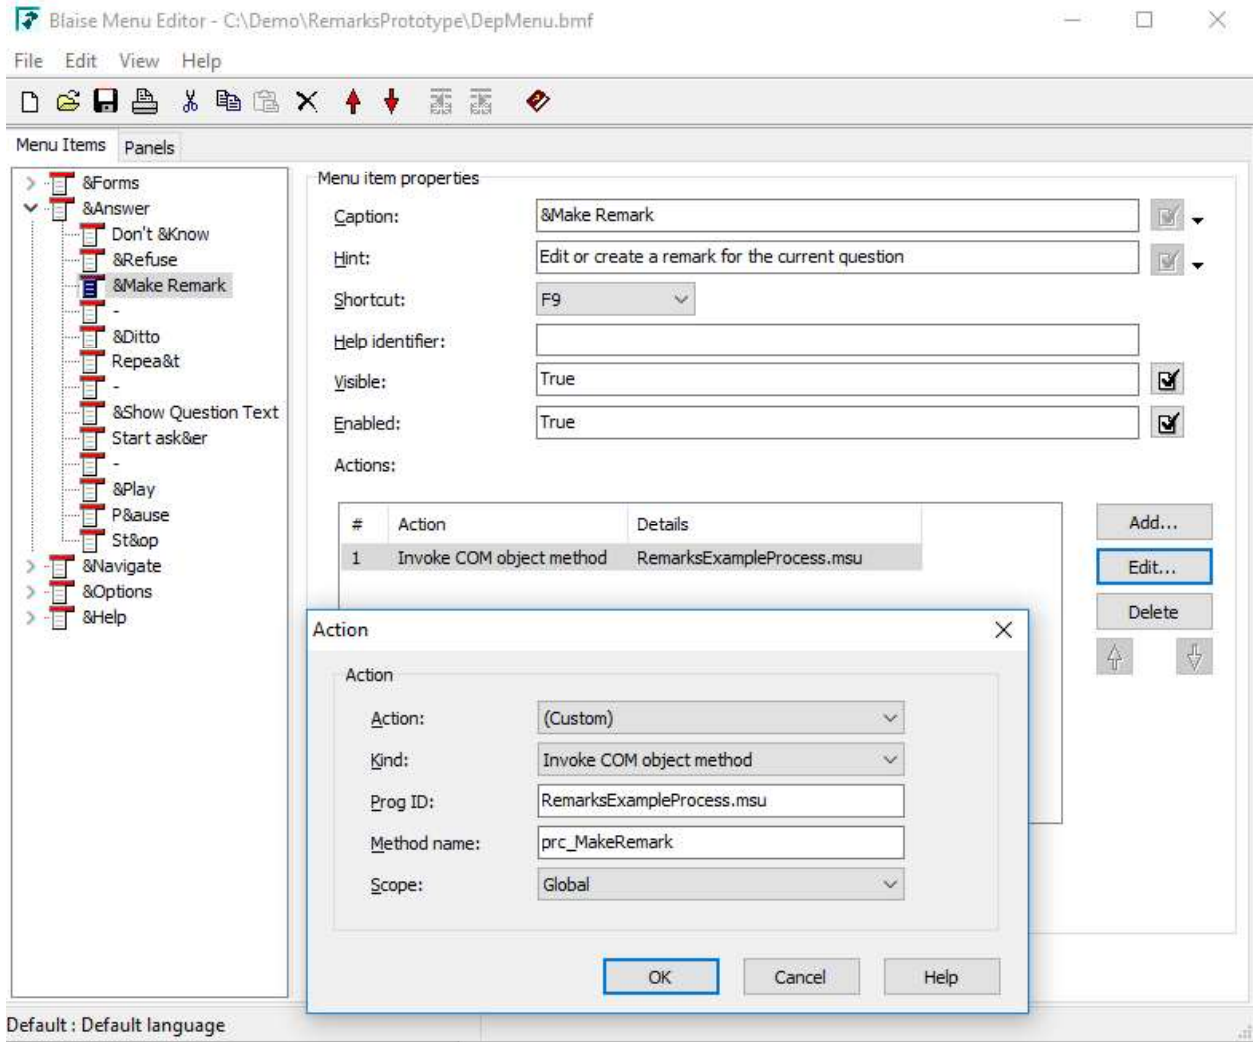 Blaise Menu Editor - C:\Demo\RemarksPrototype\DepMenu.bmf
File Edit View Help
Menu Items Panels
&Forms
&Answer
Don't &Know
&Refuse
&Make Remark
-
&Ditto
Repea&t
-
&Show Question Text
Start ask&er
-
&Play
P&ause
St&op
&Navigate
&Options
&Help
Menu item properties
Caption: &Make Remark
Hint: Edit or create a remark for the current question
Shortcut: F9
Help identifier:
Visible: True
Enabled: True
Actions:
# Action Details
1 Invoke COM object method RemarksExampleProcess.msu
Add...
Edit...
Delete
Action
Action
Action: (Custom)
Kind: Invoke COM object method
Prog ID: RemarksExampleProcess.msu
Method name: prc_MakeRemark
Scope: Global
OK Cancel Help
Default : Default language